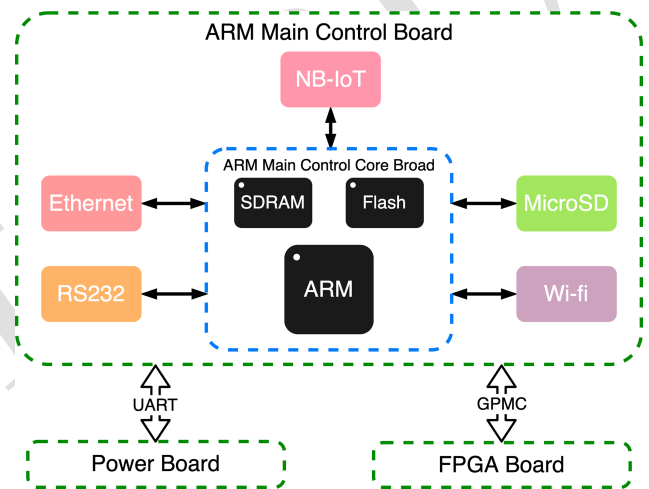 ARM Main Control Board
NB-IoT
ARM Main Control Core Broad
SDRAM
Flash
Ethernet
MicroSD
ARM
RS232
Wi-fi
UART
GPMC
Power Board
FPGA Board